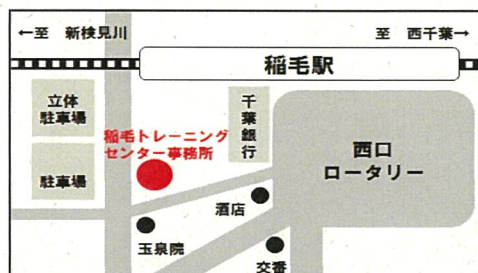 ←至 新検見川
至 西千葉→
稲毛駅
立体
駐車場
千葉銀行
稲毛トレーニング
センター事務所
西口
ロータリー
駐車場
酒店
玉泉院
交番